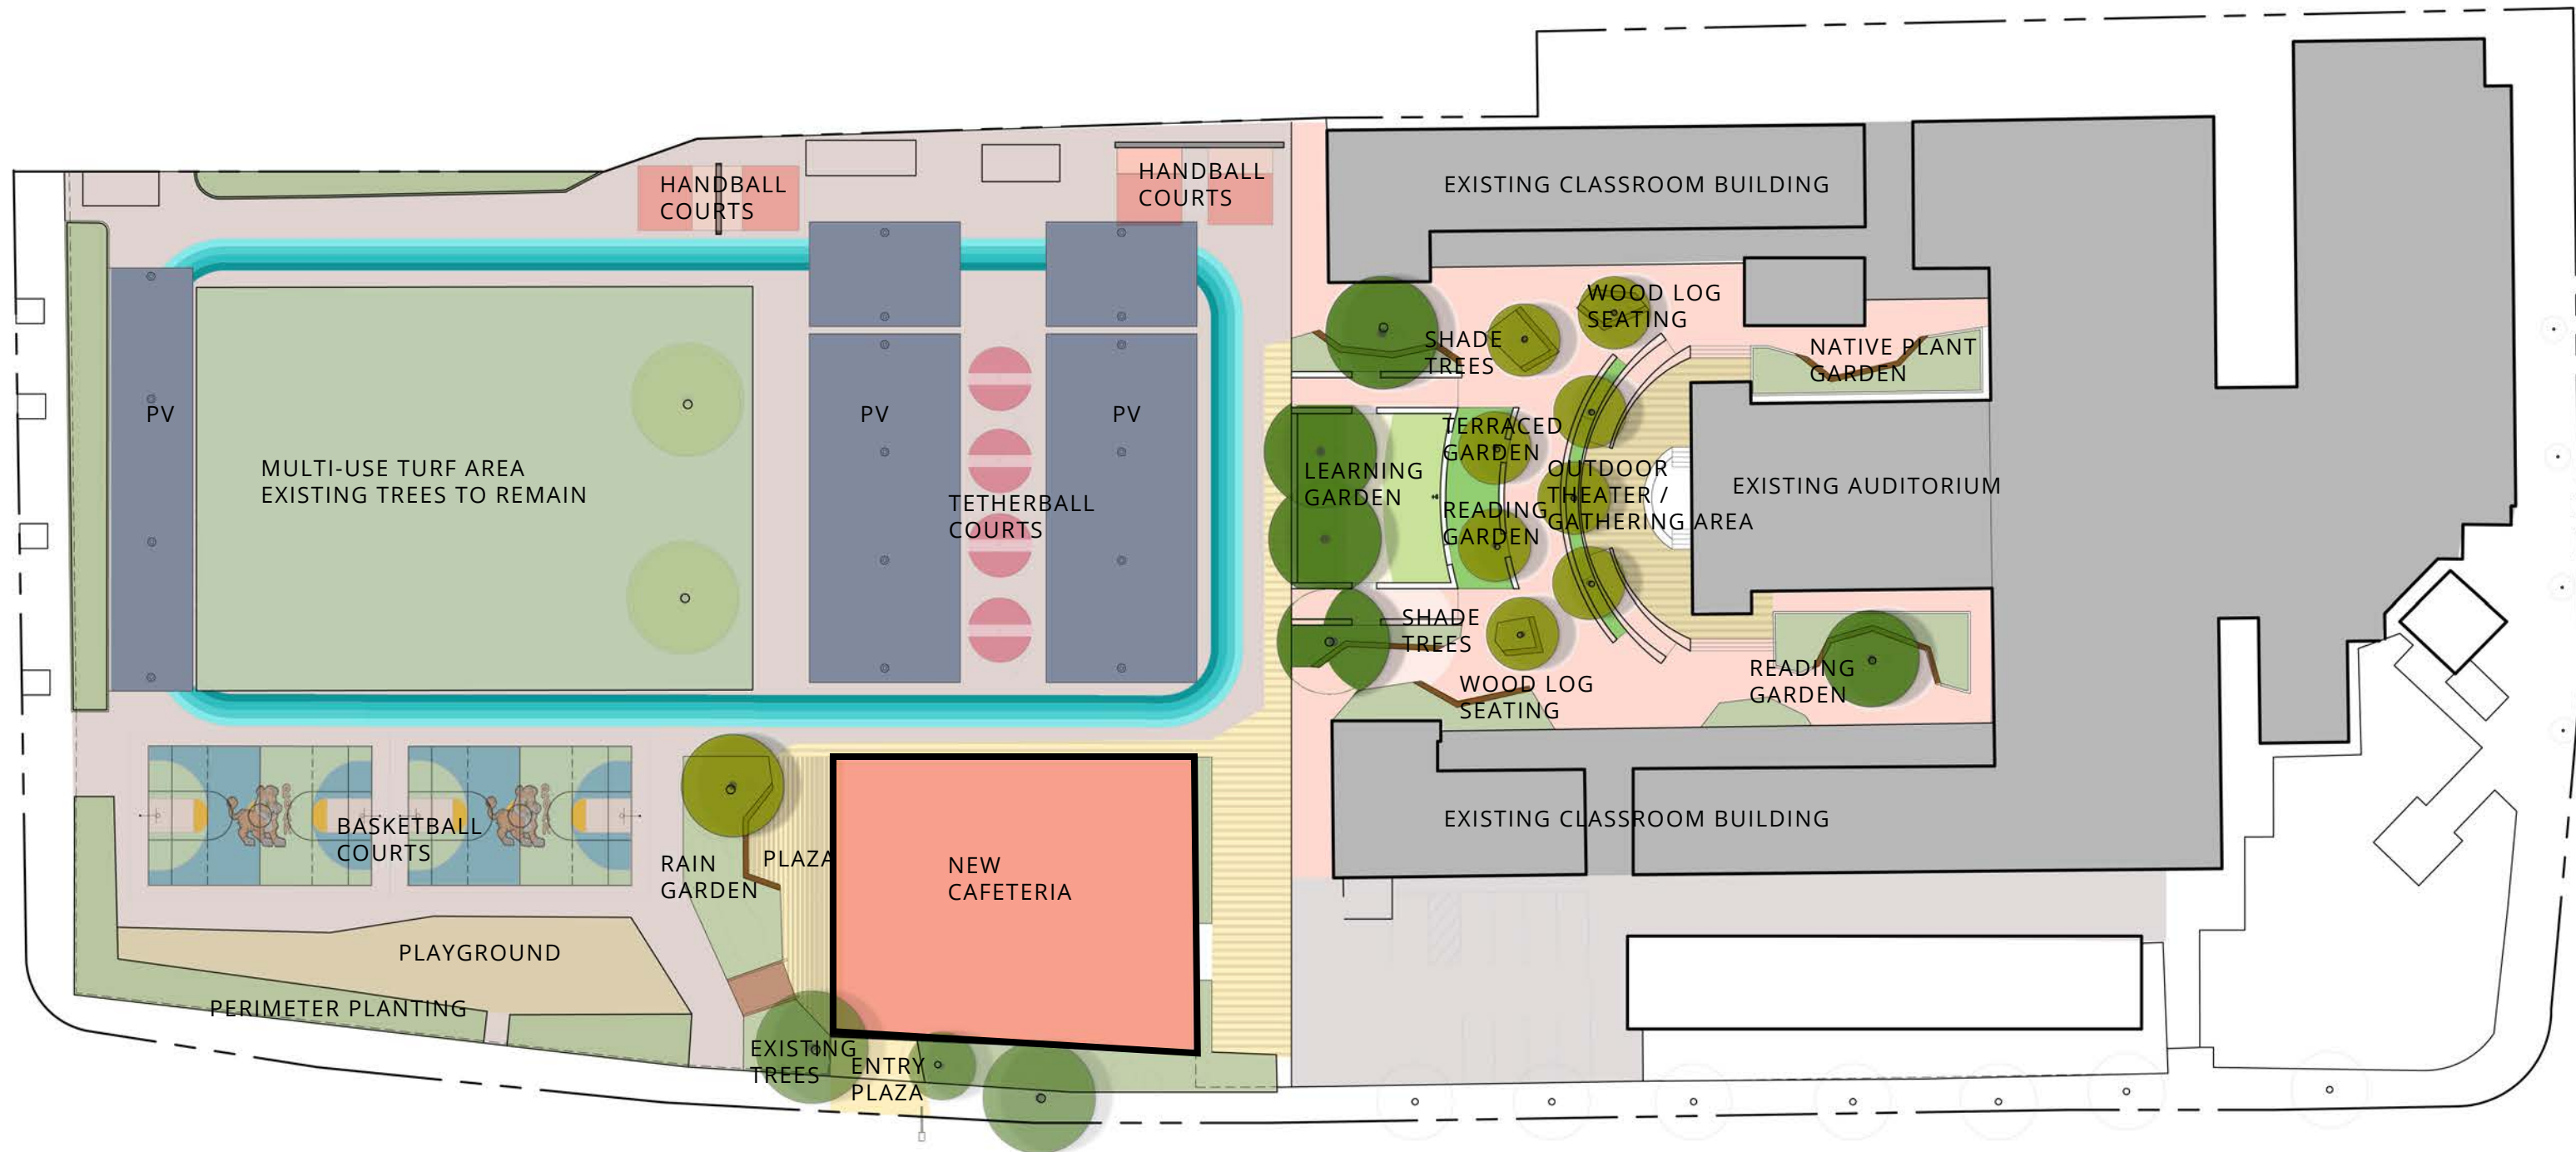 HANDBALL
COURTS
HANDBALL
COURTS
EXISTING CLASSROOM BUILDING
WOOD LOG
SEATING
SHADE
TREES
NATIVE PLANT
GARDEN
PV
PV
PV
MULTI-USE TURF AREA
EXISTING TREES TO REMAIN
TETHERBALL
COURTS
LEARNING
GARDEN
TERRACED
GARDEN
READING
GARDEN
OUTDOOR
THEATER /
GATHERING AREA
EXISTING AUDITORIUM
SHADE
TREES
WOOD LOG
SEATING
READING
GARDEN
BASKETBALL
COURTS
RAIN
GARDEN
PLAZA
NEW
CAFETERIA
EXISTING CLASSROOM BUILDING
PLAYGROUND
PERIMETER PLANTING
EXISTING
TREES
ENTRY
PLAZA